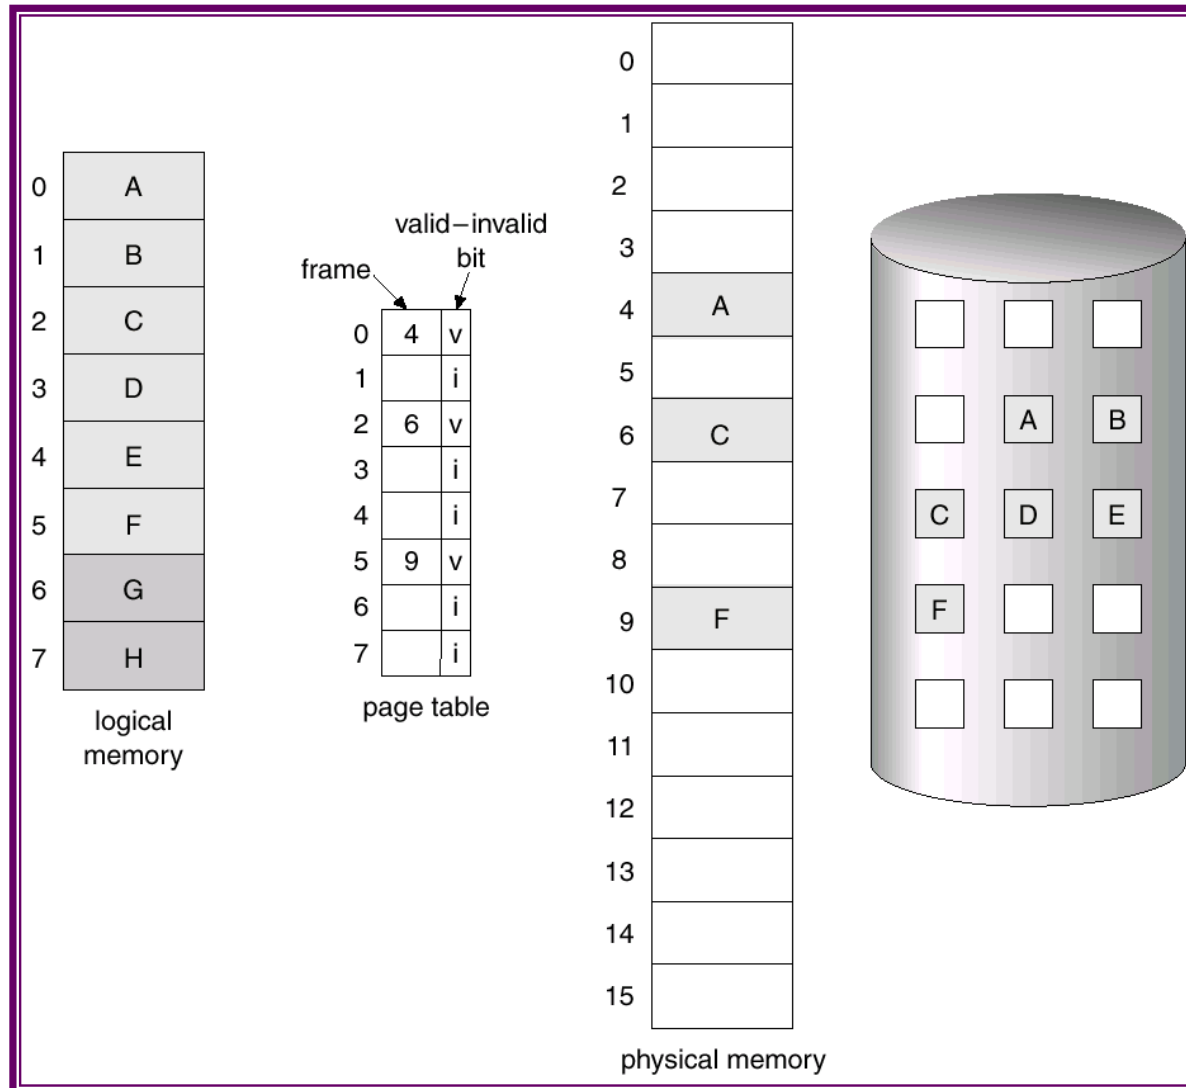 0 A
1 B
2 C
3 D
4 E
5 F
6 G
7 H
logical
memory
valid–invalid
bit
frame
0 4 v
1 i
2 6 v
3 i
4 i
5 9 v
6 i
7 i
page table
0
1
2
3
4 A
5
6 C
7
8
9 F
10
11
12
13
14
15
physical memory
A B
C D E
F